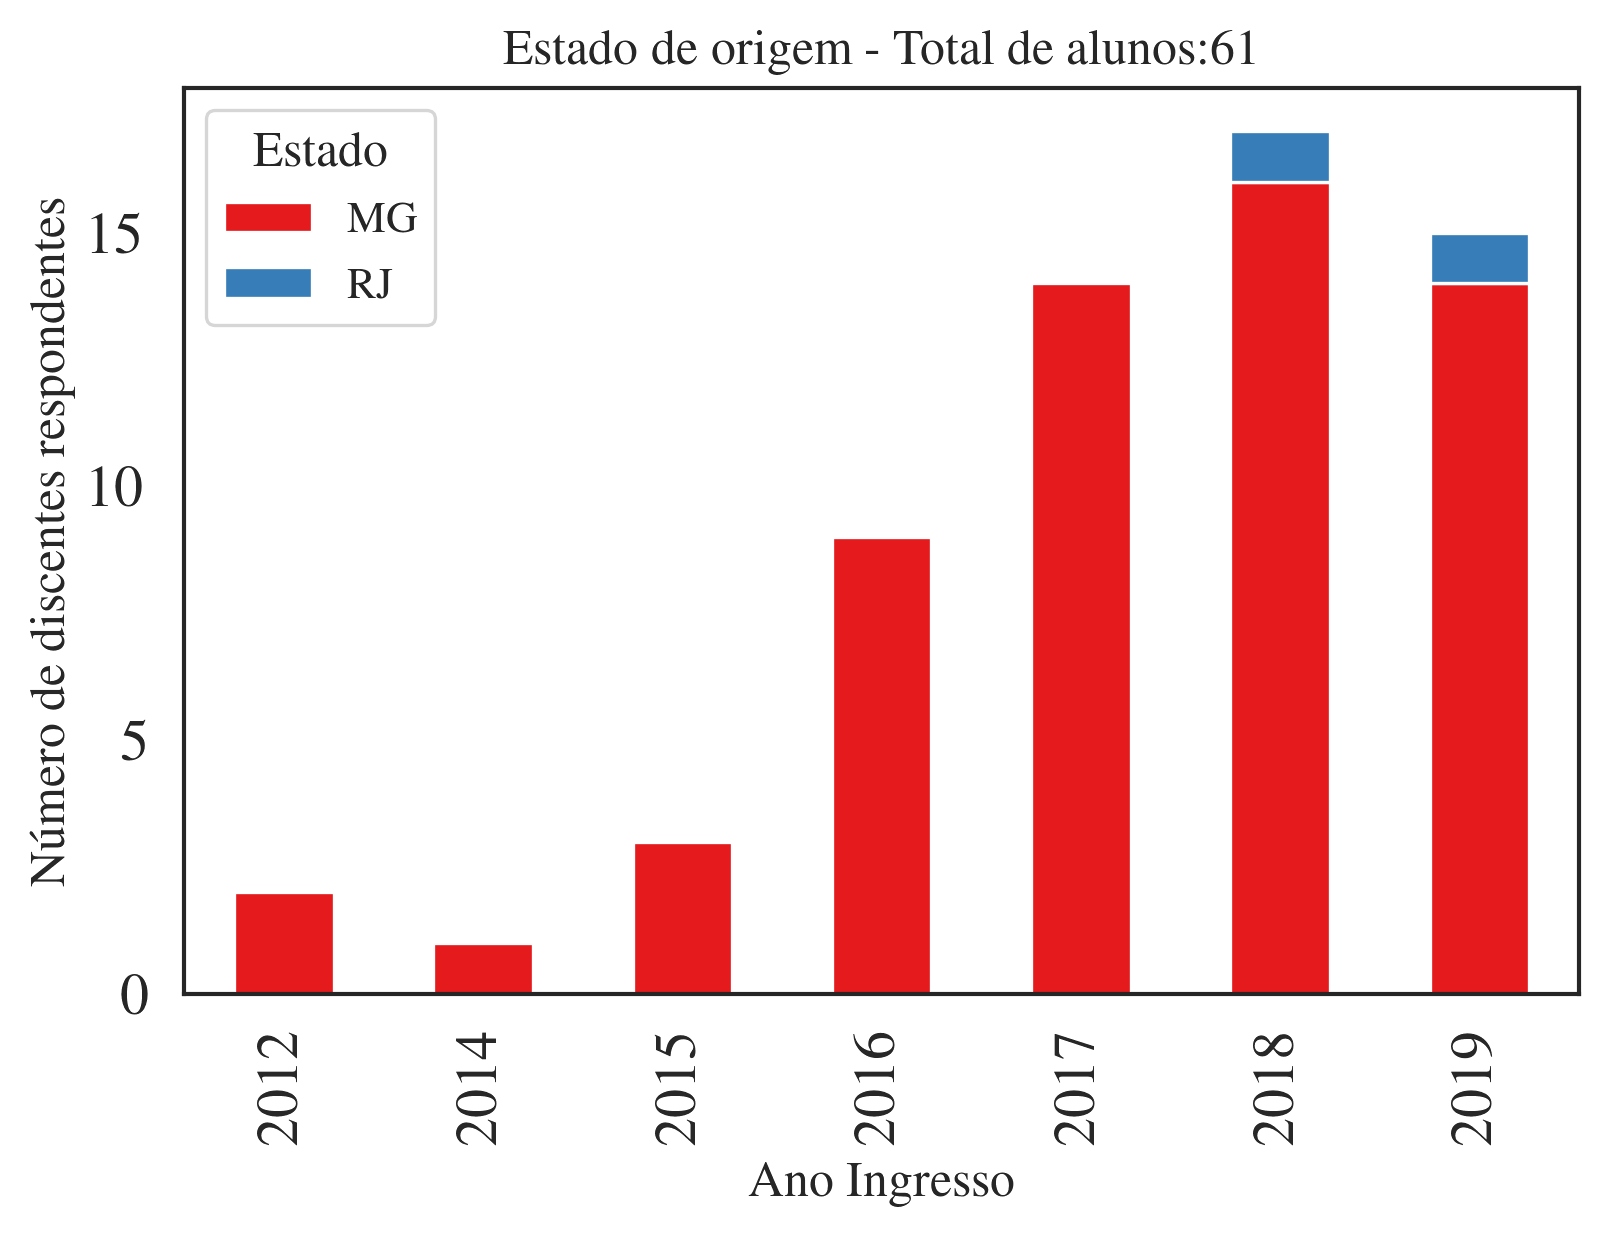 Estado de origem - Total de alunos:61
Estado
MG
RJ
Número de discentes respondentes
15
10
5
0
2012
2014
2015
2016
2017
2018
2019
Ano Ingresso